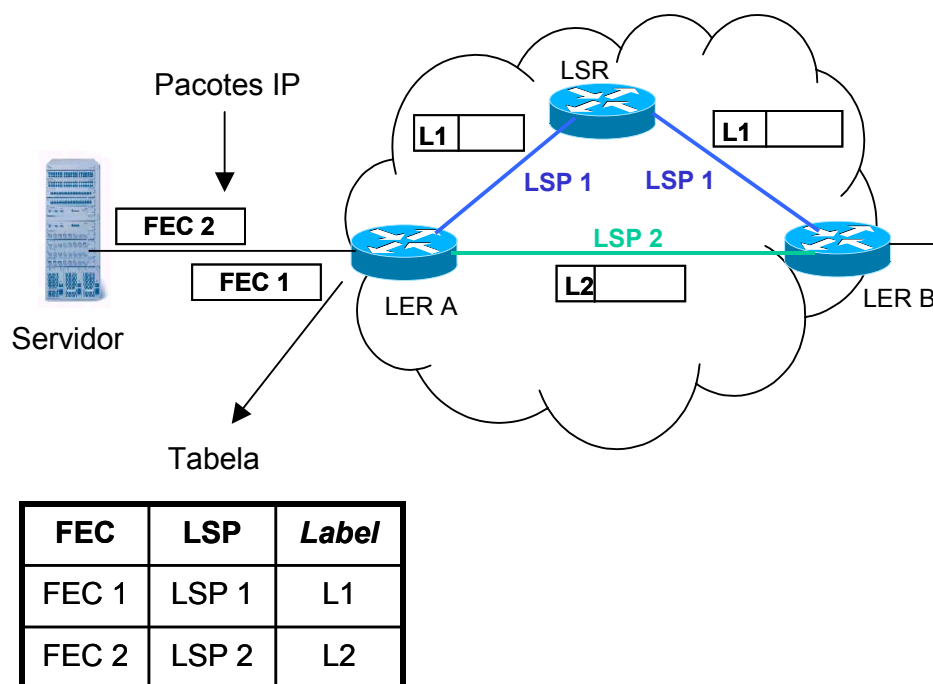 LSR
Pacotes IP
L1
L1
LSP 1
LSP 1
FEC 2
LSP 2
FEC 1
L2
LER A
LER B
Servidor
Tabela
FEC LSP Label
FEC 1 LSP 1 L1
FEC 2 LSP 2 L2